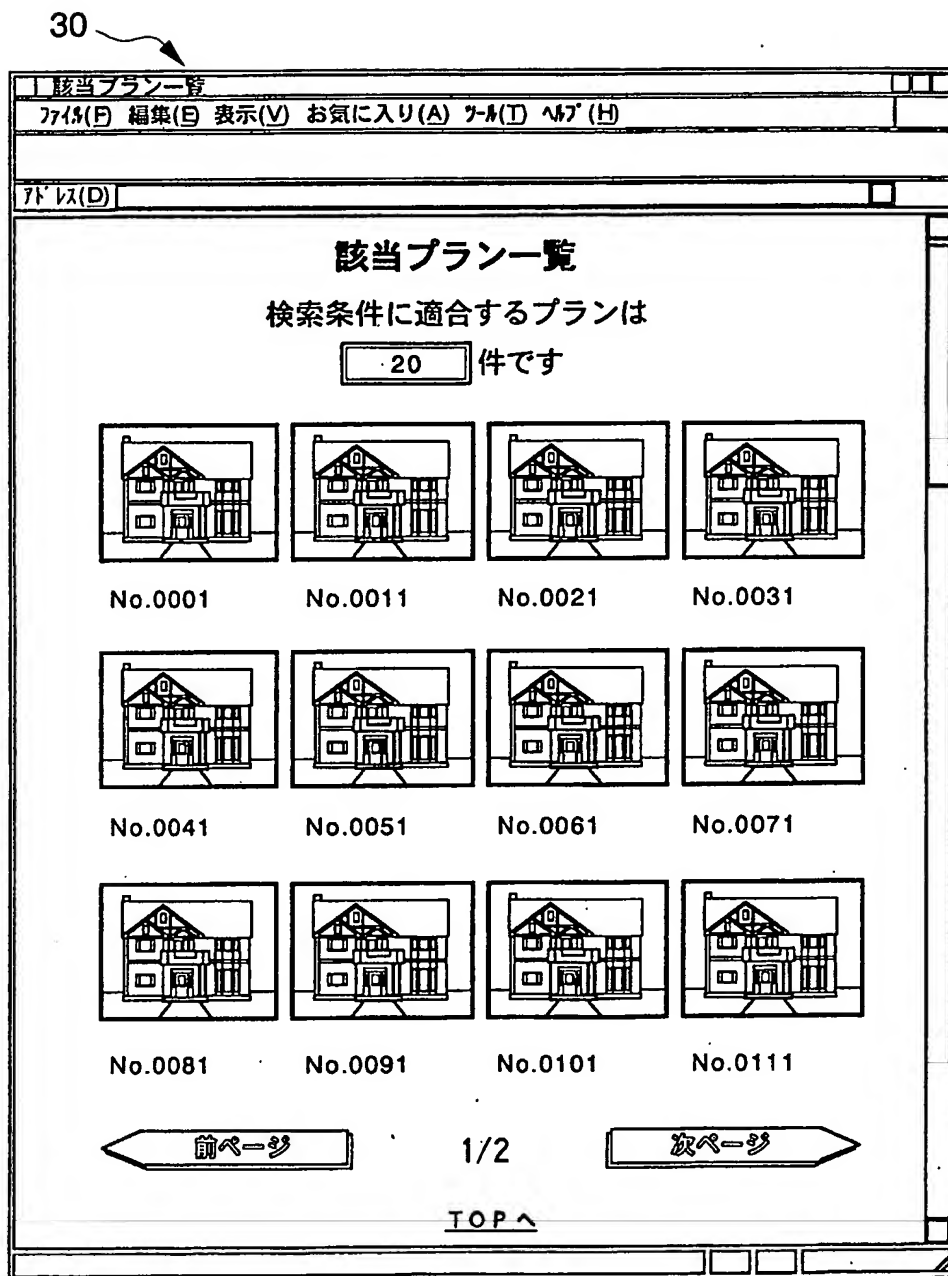 30
該当プラン一覧
ファイル(F) 編集(E) 表示(V) お気に入り(A) ツール(T) ヘルプ(H)
アドレス(D)
該当プラン一覧
検索条件に適合するプランは
20 件です
No.0001 No.0011 No.0021 No.0031
No.0041 No.0051 No.0061 No.0071
No.0081 No.0091 No.0101 No.0111
前ページ 1/2 次ページ
TOPへ